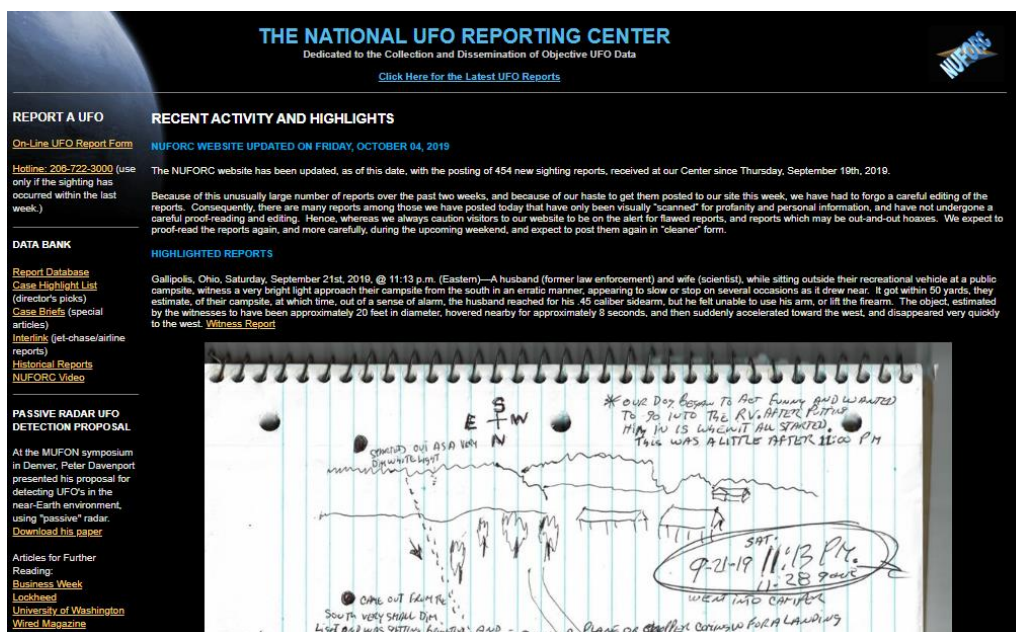 THE NATIONAL UFO REPORTING CENTER
Dedicated to the Collection and Dissemination of Objective UFO Data
Click Here for the Latest UFO Reports
NUFORC
REPORT A UFO
On-Line UFO Report Form
Hotline: 206-722-3000 (use
only if the sighting has
occurred within the last
week.)
DATA BANK
Report Database
Case Highlight List
(director's picks)
Case Briefs (special
articles)
Interlink (jet-chase/airline
reports)
Historical Reports
NUFORC Video
PASSIVE RADAR UFO
DETECTION PROPOSAL
At the MUFON symposium
in Denver, Peter Davenport
presented his proposal for
detecting UFO's in the
near-Earth environment,
using "passive" radar.
Download his paper
Articles for Further
Reading:
Business Week
Lockheed
University of Washington
Wired Magazine
RECENT ACTIVITY AND HIGHLIGHTS
NUFORC WEBSITE UPDATED ON FRIDAY, OCTOBER 04, 2019
The NUFORC website has been updated, as of this date, with the posting of 454 new sighting reports, received at our Center since Thursday, September 19th, 2019.
Because of this unusually large number of reports over the past two weeks, and because of our haste to get them posted to our site this week, we have had to forgo a careful editing of the
reports. Consequently, there are many reports among those we have posted today that have only been visually "scanned" for profanity and personal information, and have not undergone a
careful proof-reading and editing. Hence, whereas we always caution visitors to our website to be on the alert for flawed reports, and reports which may be out-and-out hoaxes. We expect to
proof-read the reports again, and more carefully, during the upcoming weekend, and expect to post them again in "cleaner" form.
HIGHLIGHTED REPORTS
Gallipolis, Ohio, Saturday, September 21st, 2019, @ 11:13 p.m. (Eastern)—A husband (former law enforcement) and wife (scientist), while sitting outside their recreational vehicle at a public
campsite, witness a very bright light approach their campsite from the south in an erratic manner, appearing to slow or stop on several occasions as it drew near. It got within 50 yards, they
estimate, of their campsite, at which time, out of a sense of alarm, the husband reached for his .45 caliber sidearm, but he felt unable to use his arm, or lift the firearm. The object, estimated
by the witnesses to have been approximately 20 feet in diameter, hovered nearby for approximately 8 seconds, and then suddenly accelerated toward the west, and disappeared very quickly
to the west. Witness Report
* OUR DOG BEGAN TO ACT FUNNY AND WANTED
TO GO INTO THE RV. AFTER PUTTING
HIM IN IS WHEN IT ALL STARTED.
THIS WAS A LITTLE AFTER 11:00 PM
S
E W
N
STARTED OUT AS A VERY
DIM WHITE LIGHT
SAT.
9-21-19 11:13 PM.
11:28
WENT INTO CAMPER
CAME OUT FROM THE
SOUTH VERY SMALL DIM
LIGHT AND WAS GETTING AND
PLANE OR COMING IN FOR A LANDING